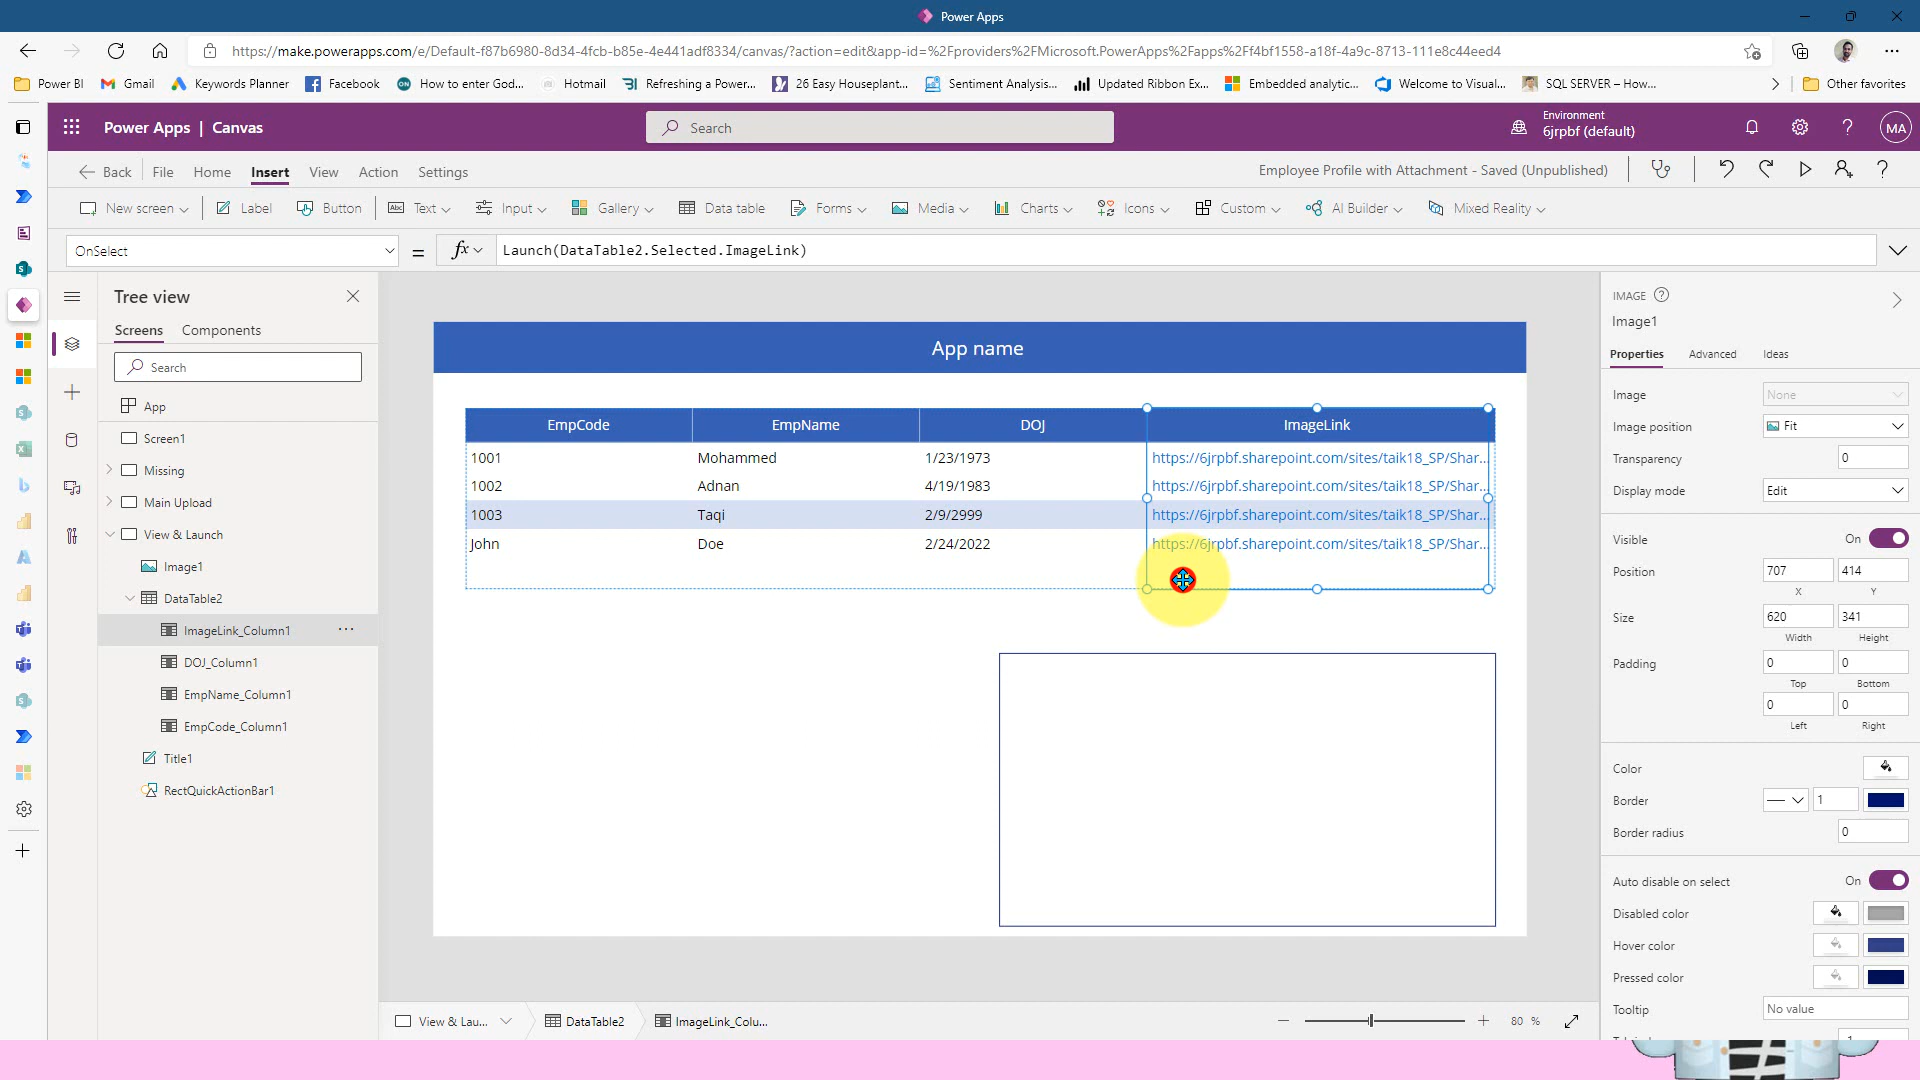 Power Apps
https://make.powerapps.com/e/Default-f87b6980-8d34-4fcb-b85e-4e441adf8334/canvas/?action=edit&app-id=%2Fproviders%2FMicrosoft.PowerApps%2Fapps%2Ff4bf1558-a18f-4a9c-8713-111e8c44eed4
Power BI Gmail Keywords Planner Facebook How to enter God... Hotmail Refreshing a Power... 26 Easy Houseplant... Sentiment Analysis... Updated Ribbon Ex... Embedded analytic... Welcome to Visual... SQL SERVER – How... Other favorites
Power Apps | Canvas
Search
Environment
6jrpbf (default)
MA
Back File Home Insert View Action Settings
Employee Profile with Attachment - Saved (Unpublished)
New screen Label Button Text Input Gallery Data table Forms Media Charts Icons Custom AI Builder Mixed Reality
OnSelect = fx Launch(DataTable2.Selected.ImageLink)
Tree view
Screens Components
Search
App
Screen1
Missing
Main Upload
View & Launch
Image1
DataTable2
ImageLink_Column1 ...
DOJ_Column1
EmpName_Column1
EmpCode_Column1
Title1
RectQuickActionBar1
App name
EmpCode EmpName DOJ ImageLink
1001 Mohammed 1/23/1973 https://6jrpbf.sharepoint.com/sites/taik18_SP/Shar...
1002 Adnan 4/19/1983 https://6jrpbf.sharepoint.com/sites/taik18_SP/Shar...
1003 Taqi 2/9/2999 https://6jrpbf.sharepoint.com/sites/taik18_SP/Shar...
John Doe 2/24/2022 https://6jrpbf.sharepoint.com/sites/taik18_SP/Shar...
View & Lau... DataTable2 ImageLink_Colu...
80 %
IMAGE
Image1
Properties Advanced Ideas
Image None
Image position Fit
Transparency 0
Display mode Edit
Visible On
Position 707 414
X Y
Size 620 341
Width Height
Padding 0 0
Top Bottom
0 0
Left Right
Color
Border 1
Border radius 0
Auto disable on select On
Disabled color
Hover color
Pressed color
Tooltip No value